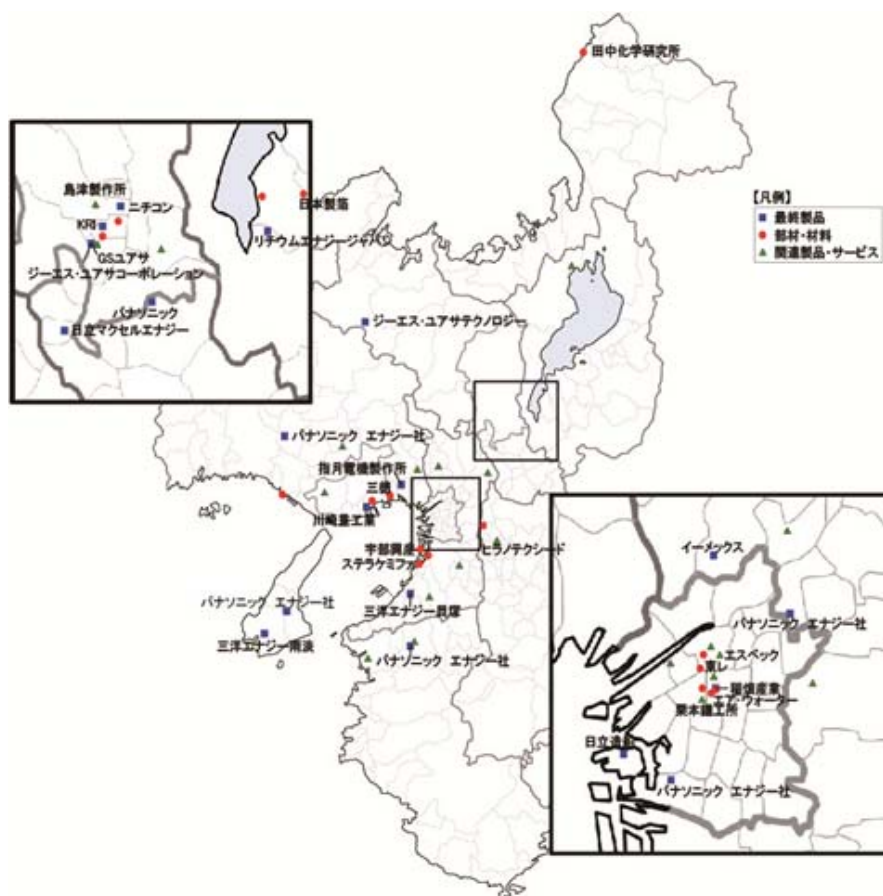 田中化学研究所
島津製作所
ニチコン
KRI
日本製箔
リチウムエナジージャパン
GSユアサ
ジーエス・ユアサコーポレーション
パナソニック
日立マクセルエナジー
【凡例】
最終製品
部材・材料
関連製品・サービス
ジーエス・ユアサテクノロジー
パナソニック エナジー社
指月電機製作所
三徳
川崎重工業
宇部興産
ヒラノテクシード
ステラケミファ
パナソニック エナジー社
三洋エナジー貝塚
三洋エナジー南淡
パナソニック エナジー社
イーメックス
パナソニック エナジー社
エスペック
東レ
稲畑産業
エア・ウォーター
栗本鐵工所
日立造船
パナソニック エナジー社